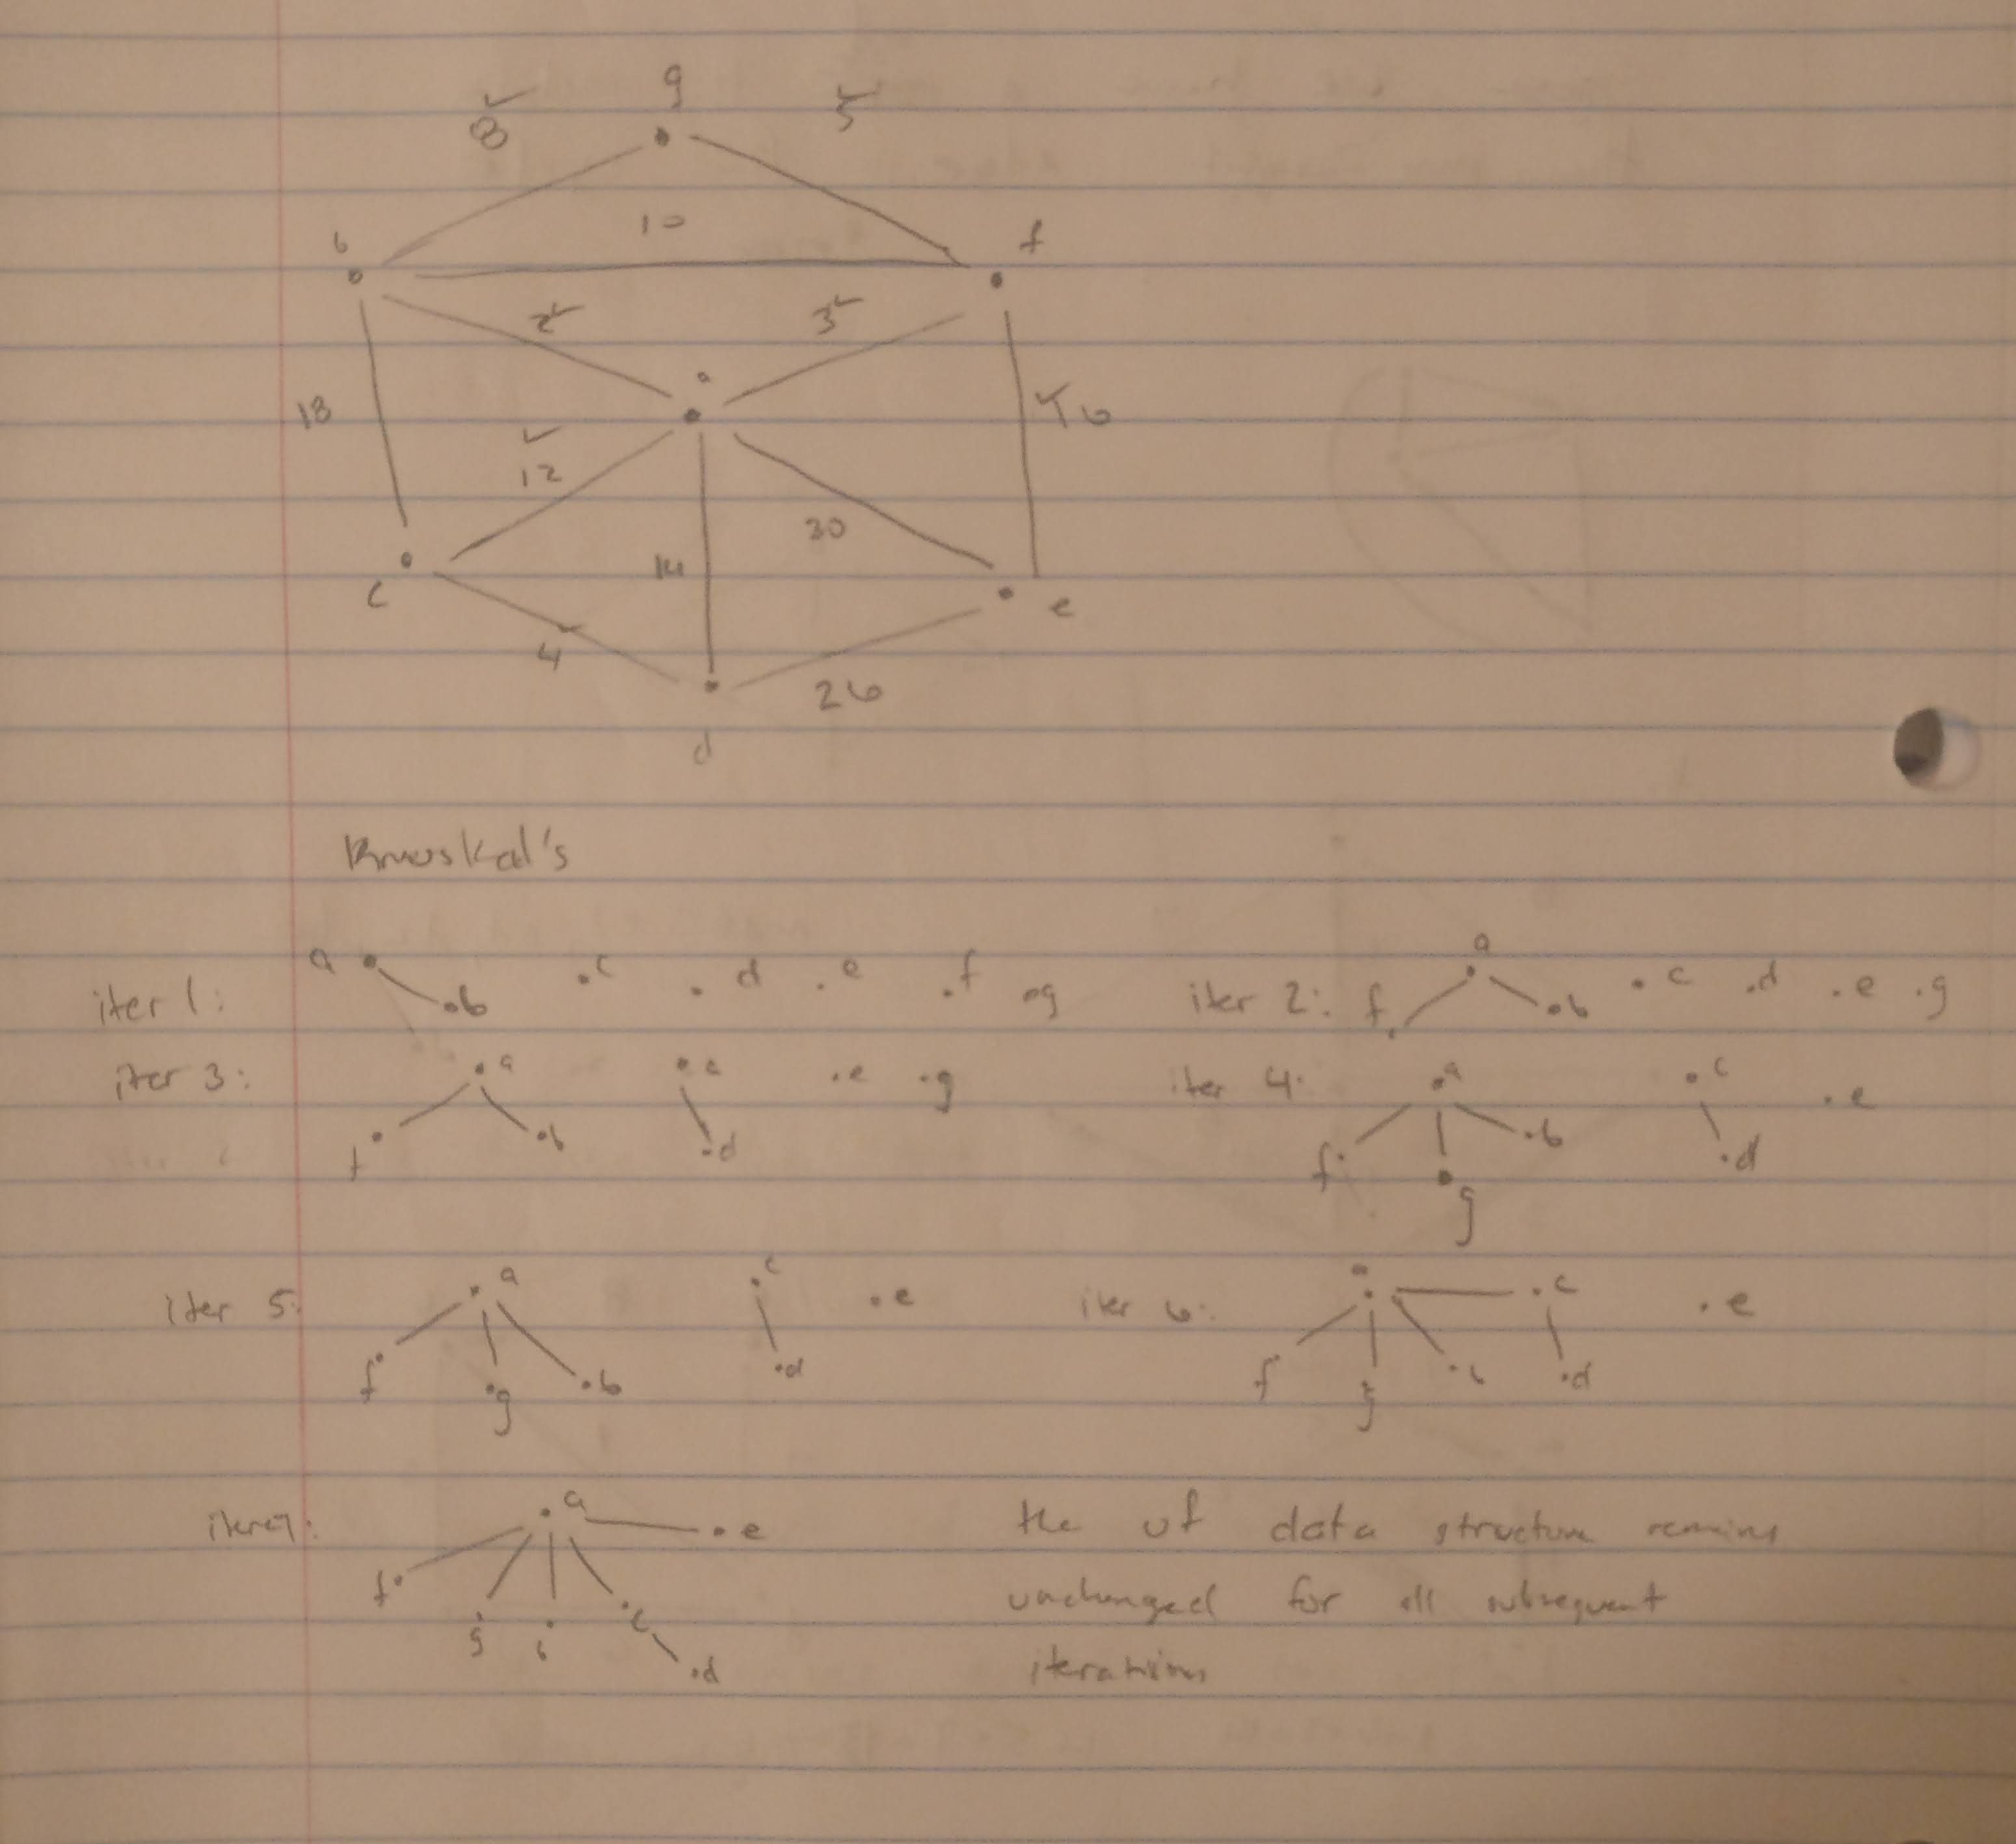 g
8 5
b 10 f
2 3
a
18 12 6
30
14
c e
4 26
d
Kruskal's
iter 1: a b c d e f g iter 2: f a b c d e g
iter 3: a c e g iter 4: a c e
f b d f g b d
iter 5: a c e iter 6: a c e
f g b d f g b d
iter 7: a e the uf data structure remains
f g b c unchanged for all subsequent
d iterations